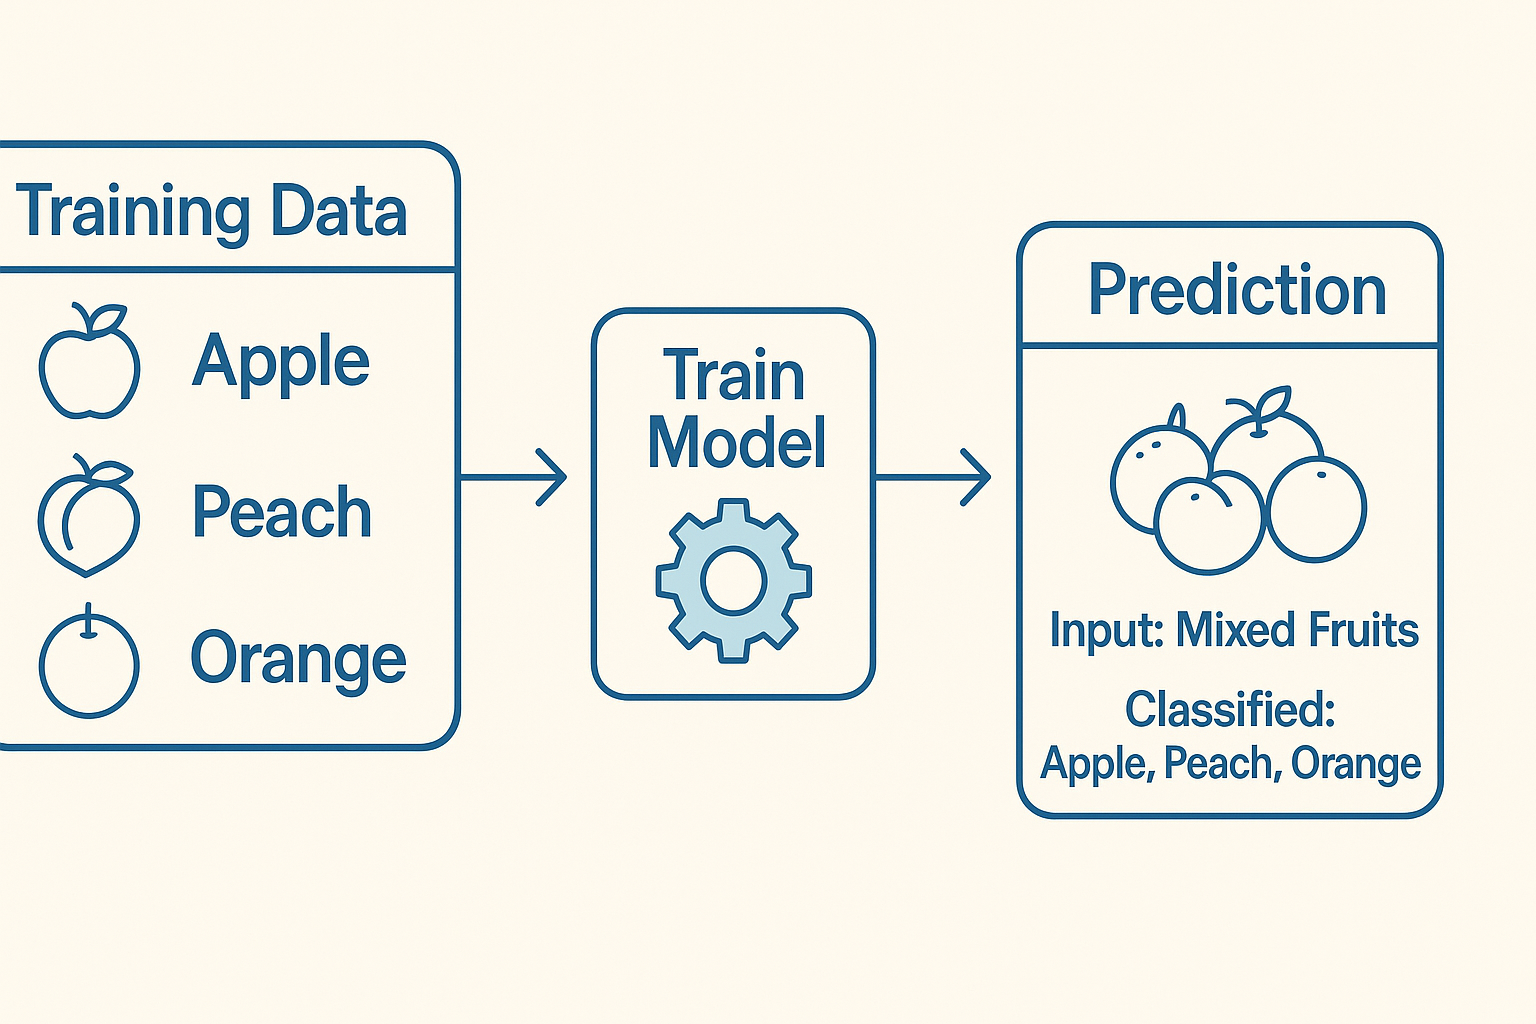 Training Data
Apple
Peach
Orange
Train
Model
Prediction
Input: Mixed Fruits
Classified:
Apple, Peach, Orange